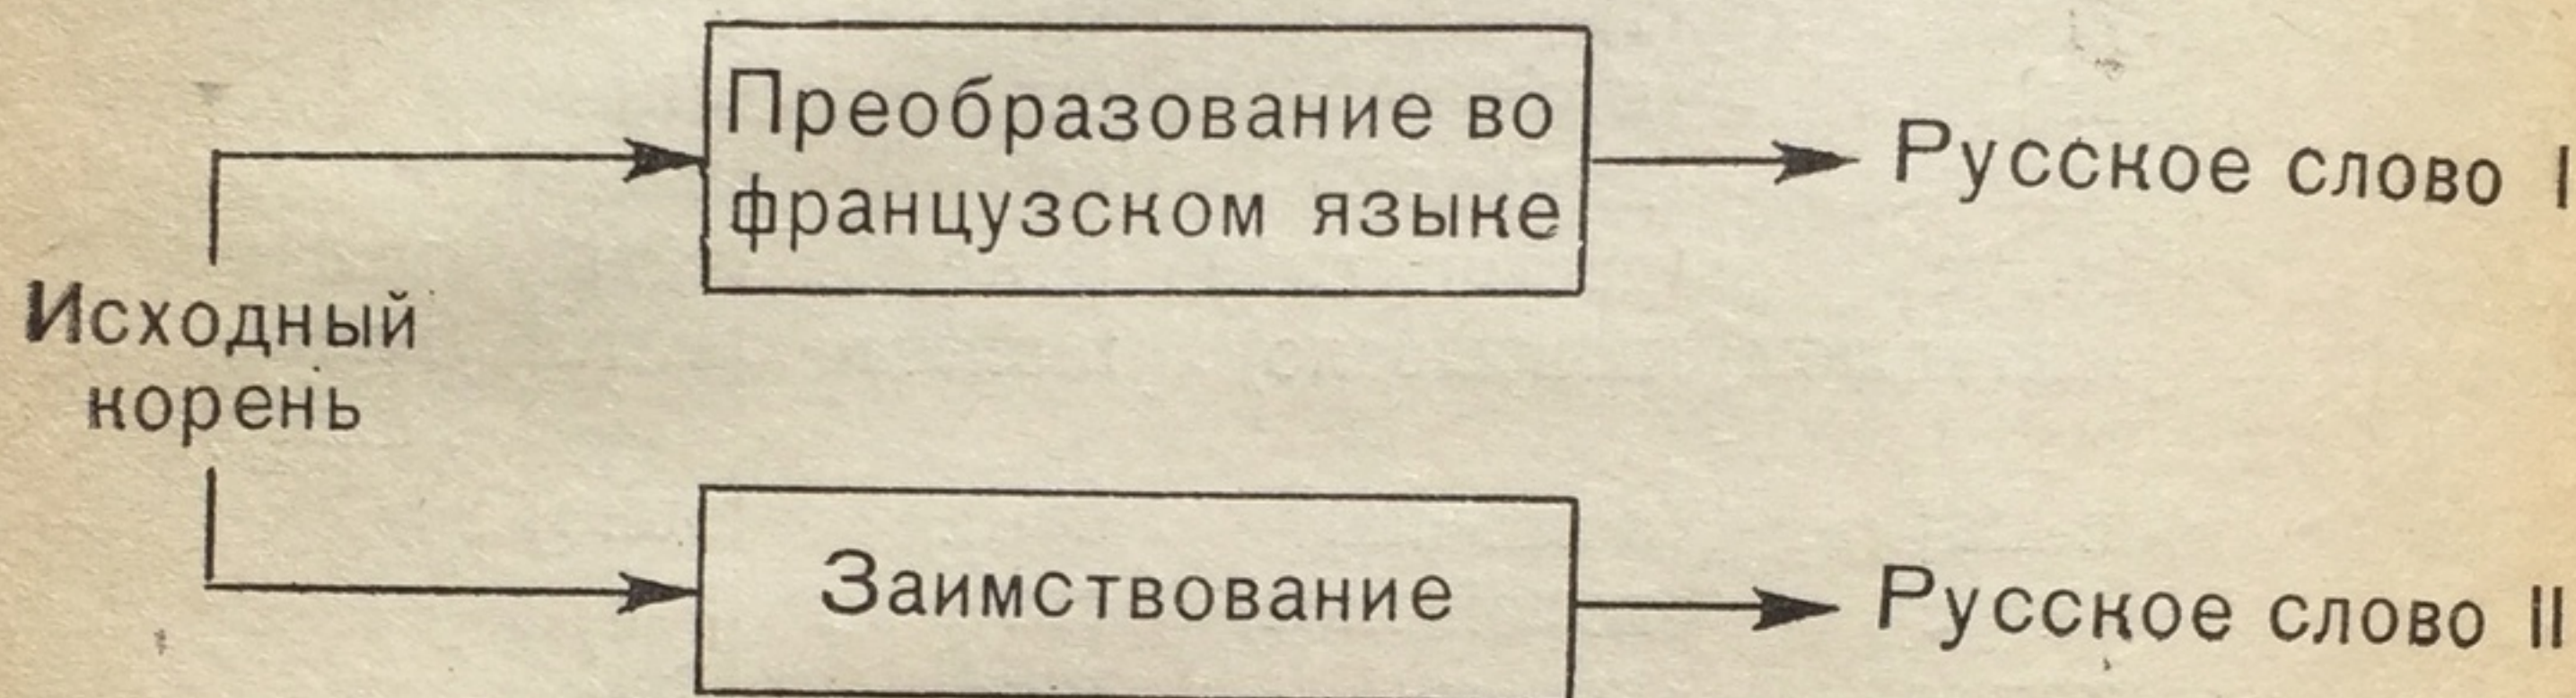 Преобразование во
французском языке
Русское слово I
Исходный
корень
Заимствование
Русское слово II